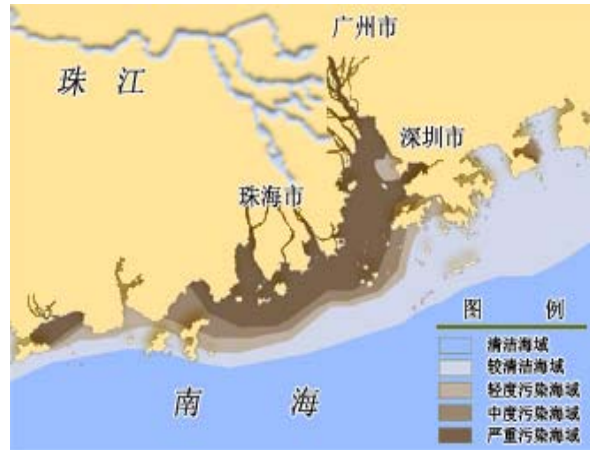 广州市
珠 江
深圳市
珠海市
图 例
清洁海域
较清洁海域
轻度污染海域
中度污染海域
严重污染海域
南 海